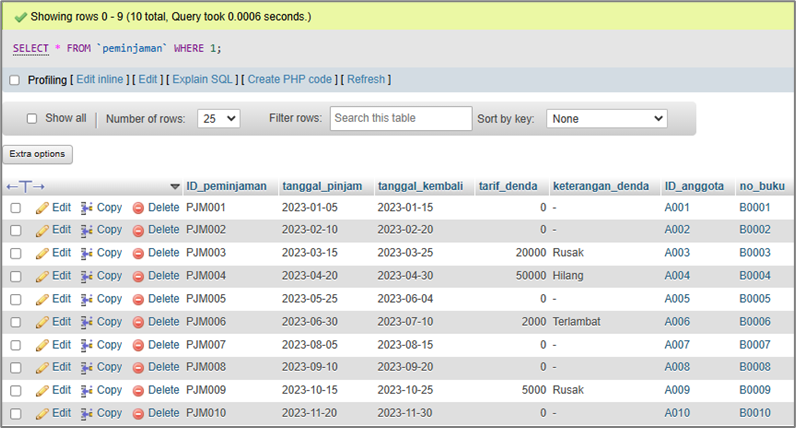 Showing rows 0 - 9 (10 total, Query took 0.0006 seconds.)
SELECT * FROM `peminjaman` WHERE 1;
Profiling [ Edit inline ] [ Edit ] [ Explain SQL ] [ Create PHP code ] [ Refresh ]
Show all Number of rows: 25 Filter rows: Search this table Sort by key: None
Extra options
←T→ ID_peminjaman tanggal_pinjam tanggal_kembali tarif_denda keterangan_denda ID_anggota no_buku
Edit Copy Delete PJM001 2023-01-05 2023-01-15 0 - A001 B0001
Edit Copy Delete PJM002 2023-02-10 2023-02-20 0 - A002 B0002
Edit Copy Delete PJM003 2023-03-15 2023-03-25 20000 Rusak A003 B0003
Edit Copy Delete PJM004 2023-04-20 2023-04-30 50000 Hilang A004 B0004
Edit Copy Delete PJM005 2023-05-25 2023-06-04 0 - A005 B0005
Edit Copy Delete PJM006 2023-06-30 2023-07-10 2000 Terlambat A006 B0006
Edit Copy Delete PJM007 2023-08-05 2023-08-15 0 - A007 B0007
Edit Copy Delete PJM008 2023-09-10 2023-09-20 0 - A008 B0008
Edit Copy Delete PJM009 2023-10-15 2023-10-25 5000 Rusak A009 B0009
Edit Copy Delete PJM010 2023-11-20 2023-11-30 0 - A010 B0010